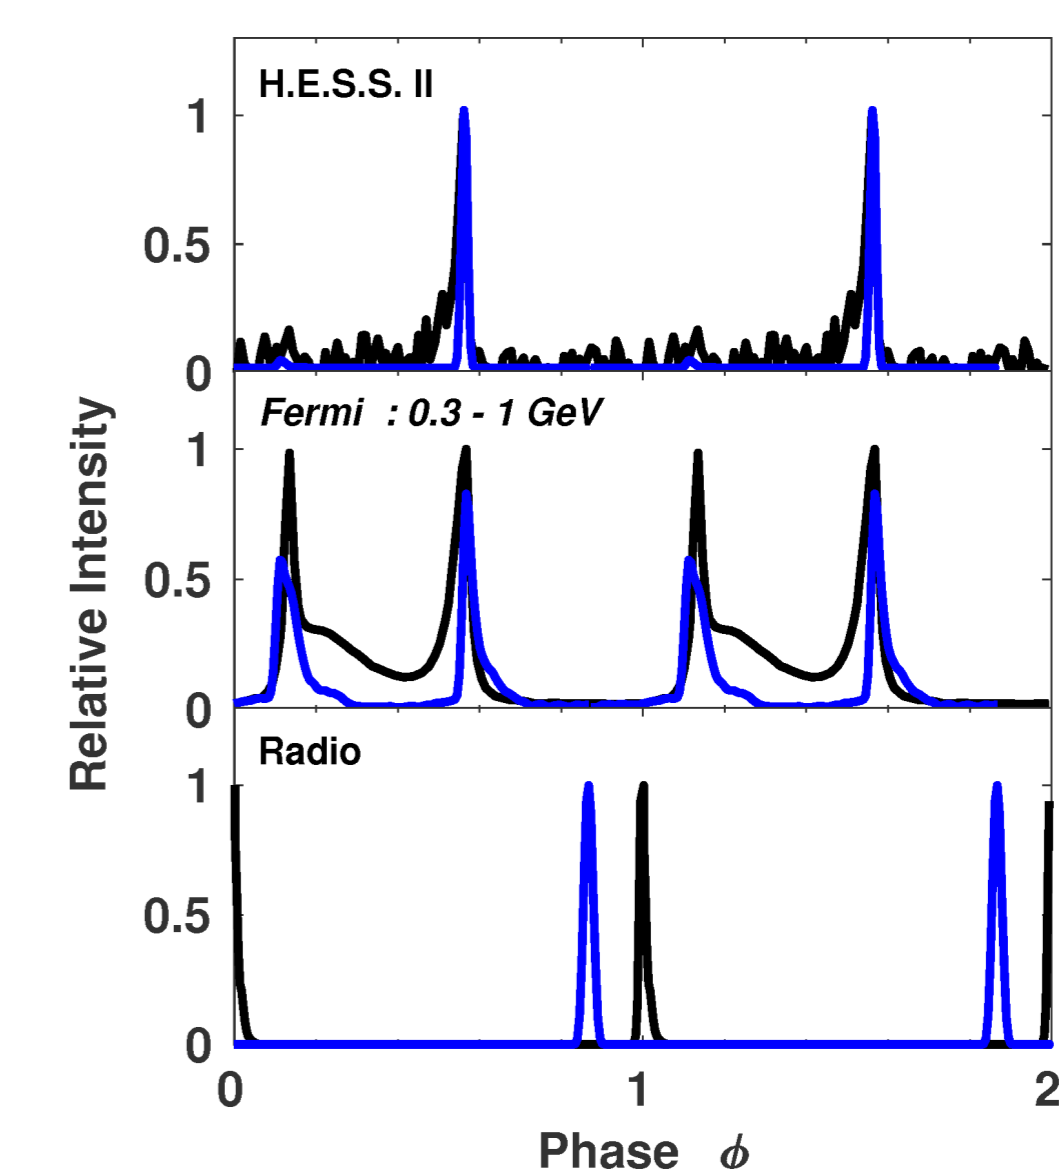 H.E.S.S. II
1
0.5
0
Fermi : 0.3 - 1 GeV
1
0.5
0
Relative Intensity
Radio
1
0.5
0
0 1 2
Phase ϕ